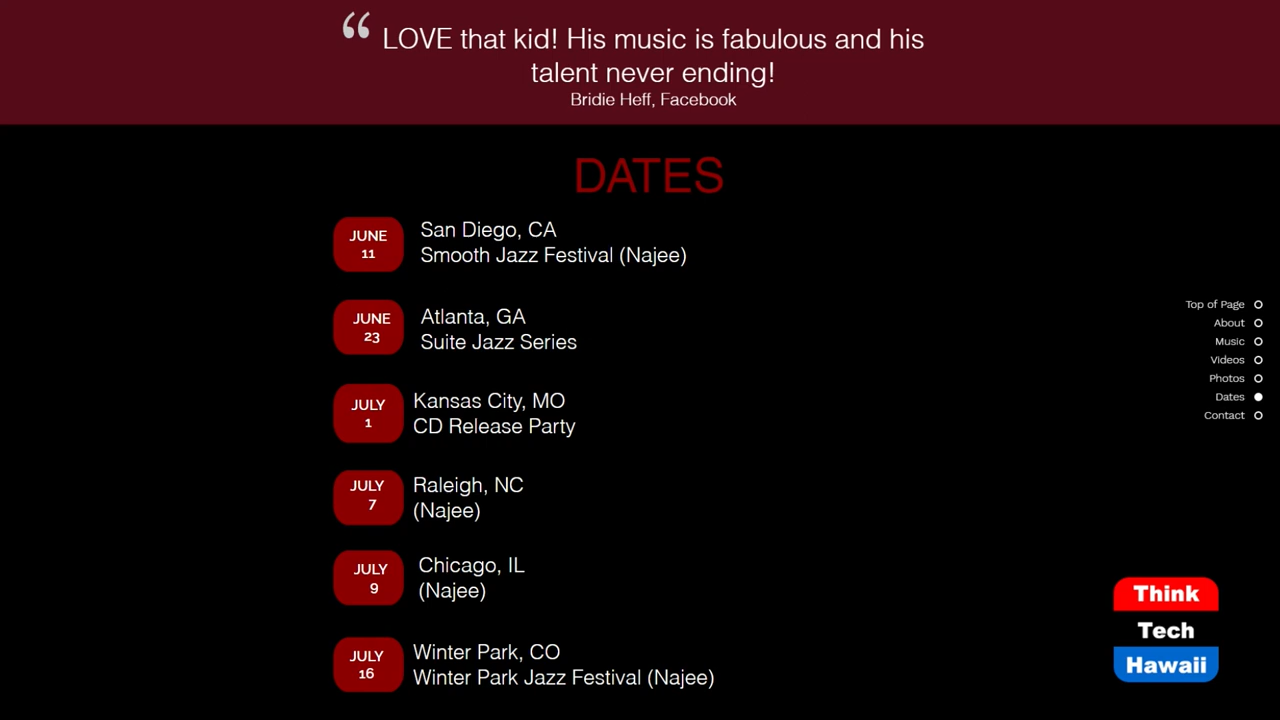 “ LOVE that kid! His music is fabulous and his
talent never ending!
Bridie Heff, Facebook
DATES
JUNE
11
San Diego, CA
Smooth Jazz Festival (Najee)
JUNE
23
Atlanta, GA
Suite Jazz Series
JULY
1
Kansas City, MO
CD Release Party
JULY
7
Raleigh, NC
(Najee)
JULY
9
Chicago, IL
(Najee)
JULY
16
Winter Park, CO
Winter Park Jazz Festival (Najee)
Top of Page
About
Music
Videos
Photos
Dates
Contact
Think
Tech
Hawaii